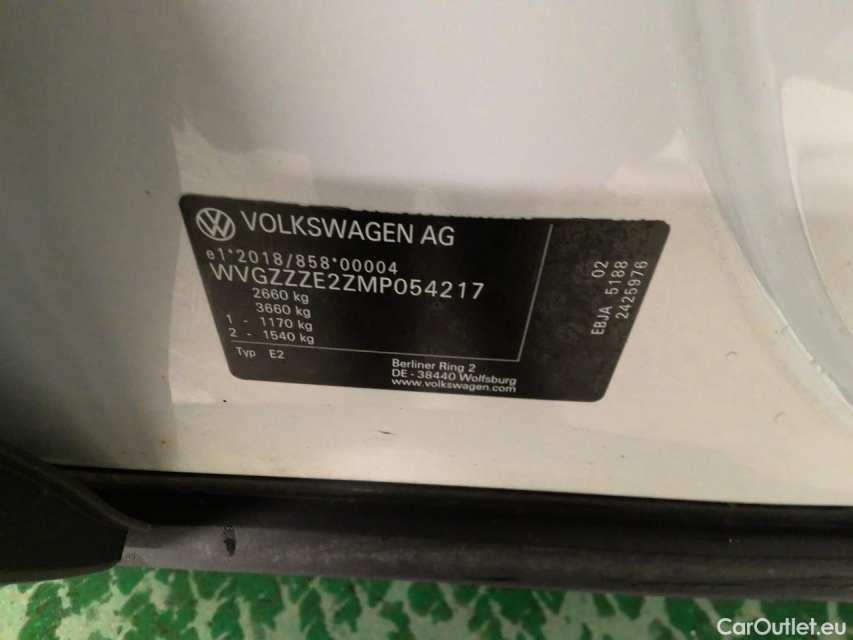 VOLKSWAGEN AG
e1*2018/858*00004
WVGZZZE2ZMP054217
2660 kg
3660 kg
1 - 1170 kg
2 - 1540 kg
Typ E2
Berliner Ring 2
DE - 38440 Wolfsburg
www.volkswagen.com
02
EBJA 5188
2425976
CarOutlet.eu